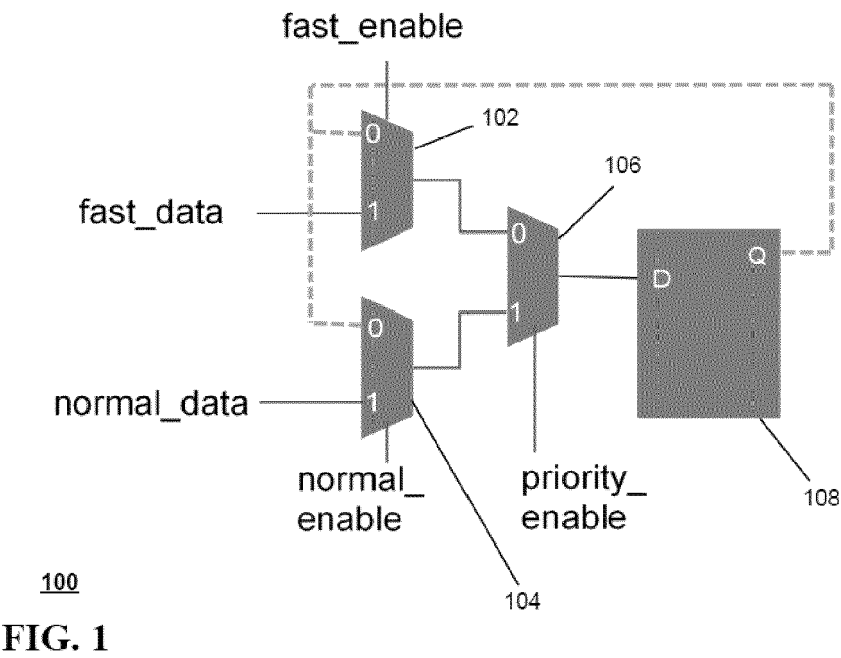 fast_enable
0
102
106
fast_data
1
0
Q
D
1
0
normal_data
1
normal_
enable
priority_
enable
108
100
104
FIG. 1